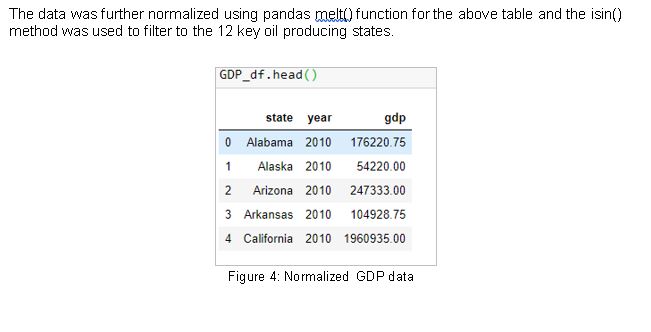 The data was further normalized using pandas melt() function for the above table and the isin()
method was used to filter to the 12 key oil producing states.
GDP_df.head()
state year gdp
0 Alabama 2010 176220.75
1 Alaska 2010 54220.00
2 Arizona 2010 247333.00
3 Arkansas 2010 104928.75
4 California 2010 1960935.00
Figure 4: Normalized GDP data